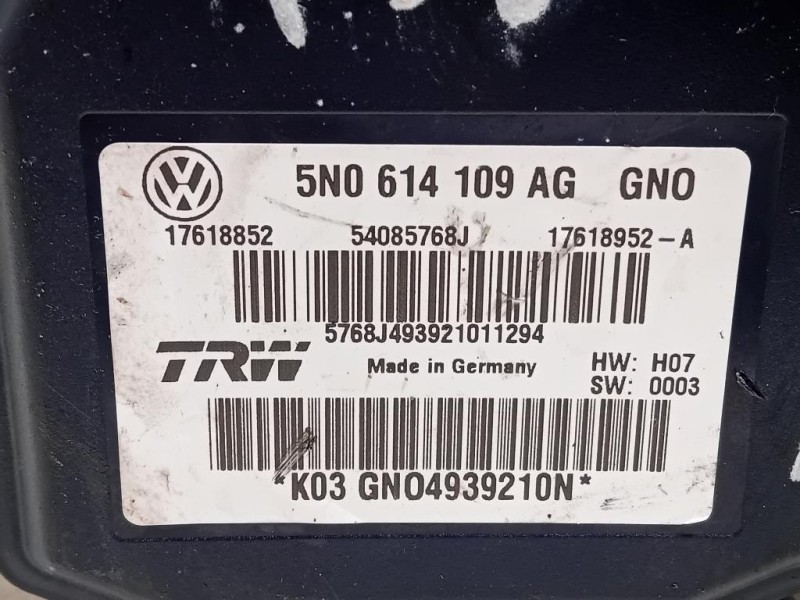 5N0 614 109 AG GNO
17618852 54085768J 17618952-A
5768J493921011294
TRW Made in Germany HW: H07
SW: 0003
*K03 GNO4939210N*